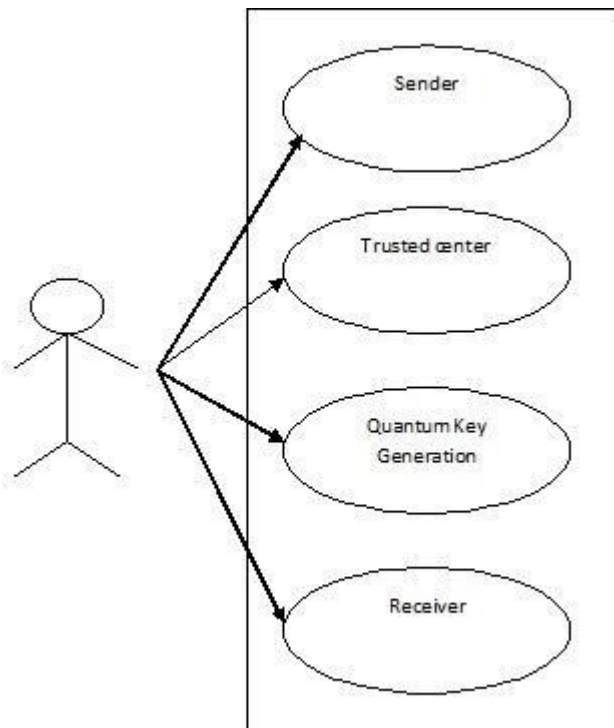 Sender
Trusted center
Quantum Key
Generation
Receiver